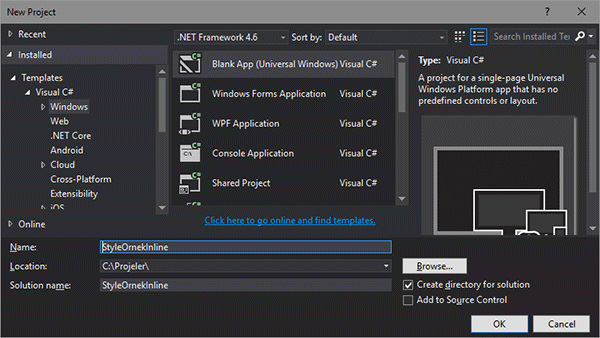 New Project
Recent
.NET Framework 4.6 Sort by: Default
Search Installed Te
Installed
Templates
Visual C#
Windows
Web
.NET Core
Android
Cloud
Cross-Platform
Extensibility
iOS
Online
Blank App (Universal Windows) Visual C#
Windows Forms Application Visual C#
WPF Application Visual C#
Console Application Visual C#
Shared Project Visual C#
Click here to go online and find templates.
Type: Visual C#
A project for a single-page Universal
Windows Platform app that has no
predefined controls or layout.
Name: StyleOrnekInline
Location: C:\Projeler\
Browse...
Solution name: StyleOrnekInline
Create directory for solution
Add to Source Control
OK Cancel